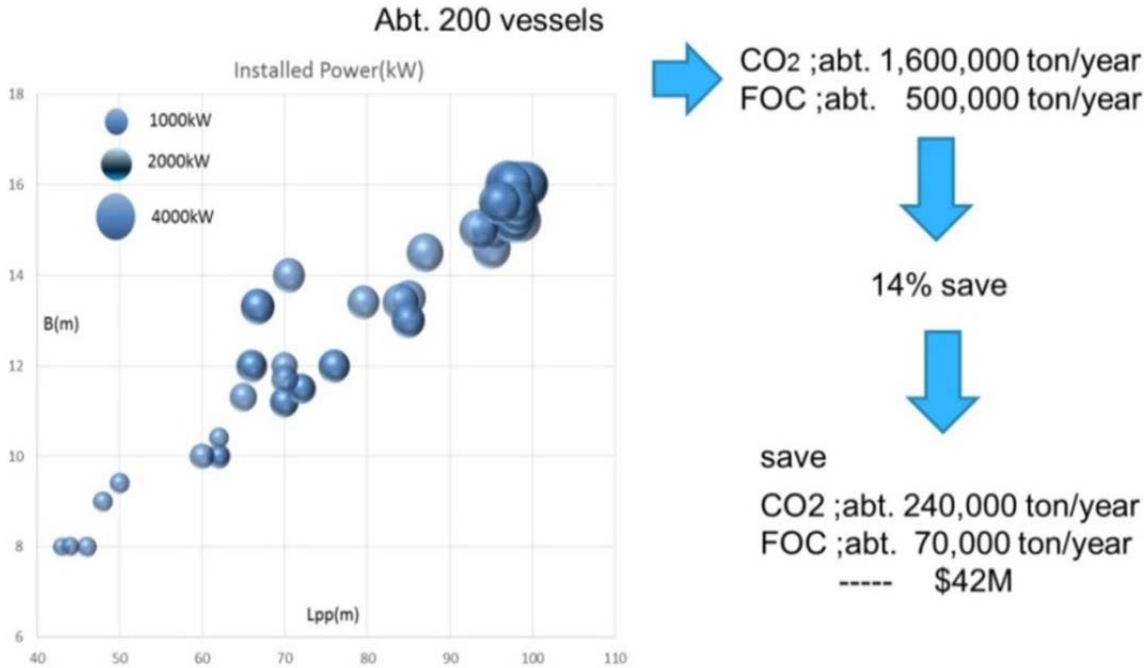 Abt. 200 vessels
Installed Power(kW)
18
16
14
12
10
8
6
1000kW
2000kW
4000kW
B(m)
Lpp(m)
40 50 60 70 80 90 100 110
CO2 ;abt. 1,600,000 ton/year
FOC ;abt. 500,000 ton/year
14% save
save
CO2 ;abt. 240,000 ton/year
FOC ;abt. 70,000 ton/year
----- $42M